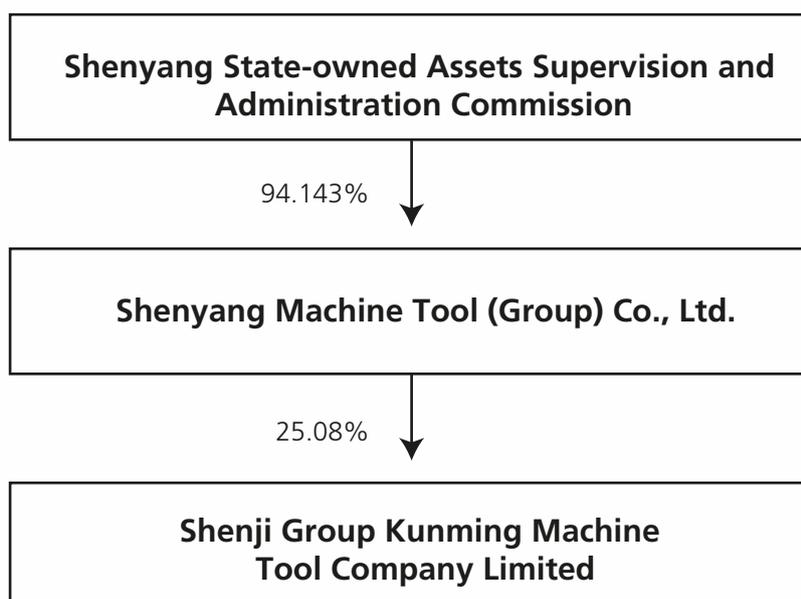 Shenyang State-owned Assets Supervision and
Administration Commission
94.143%
Shenyang Machine Tool (Group) Co., Ltd.
25.08%
Shenji Group Kunming Machine
Tool Company Limited